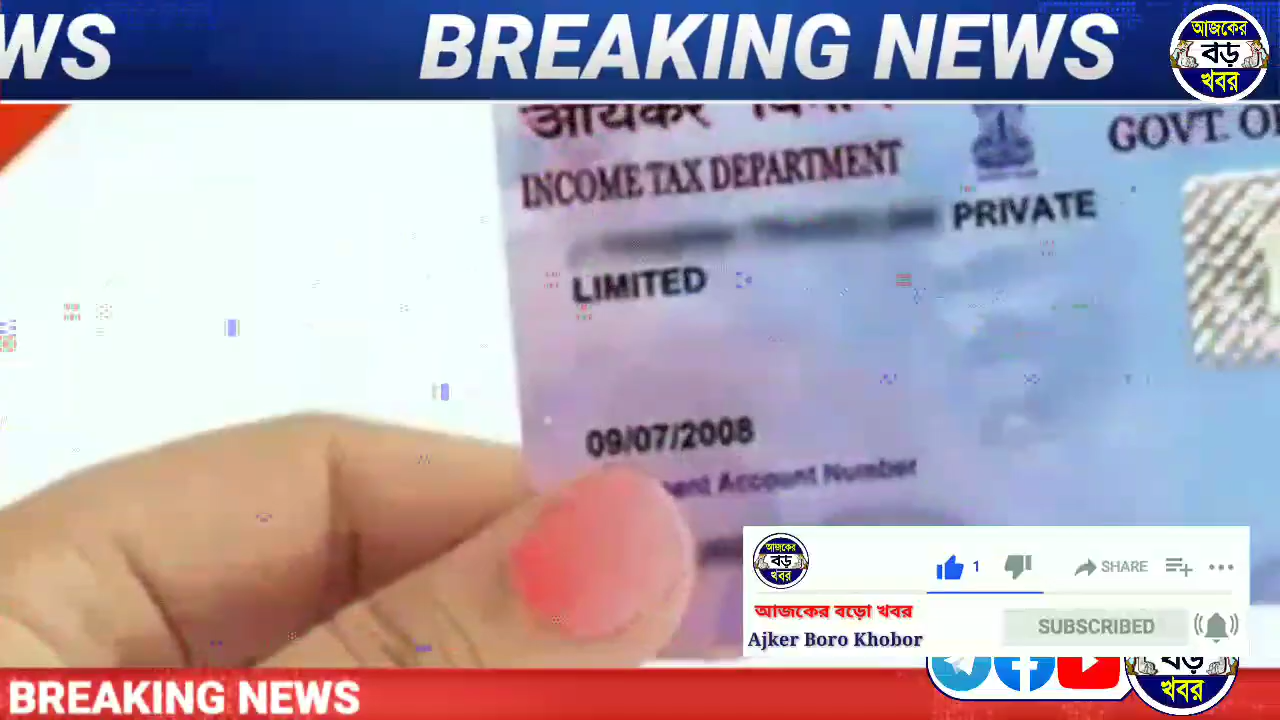 WS BREAKING NEWS
আজকের
বড়
খবর
आयकर
INCOME TAX DEPARTMENT
GOVT. OF
PRIVATE
LIMITED
09/07/2008
Account Number
আজকের
বড়
খবর
1
SHARE
আজকের বড়ো খবর
Ajker Boro Khobor
SUBSCRIBED
বড়
খবর
BREAKING NEWS